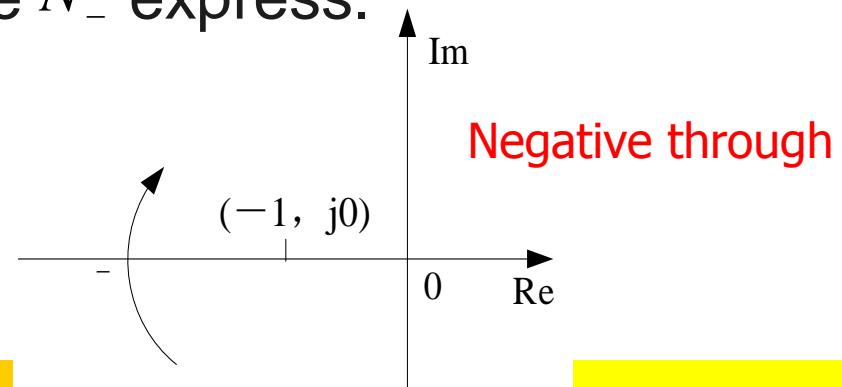 N₋ express.
Im
Negative through
(－1, j0)
－
0
Re